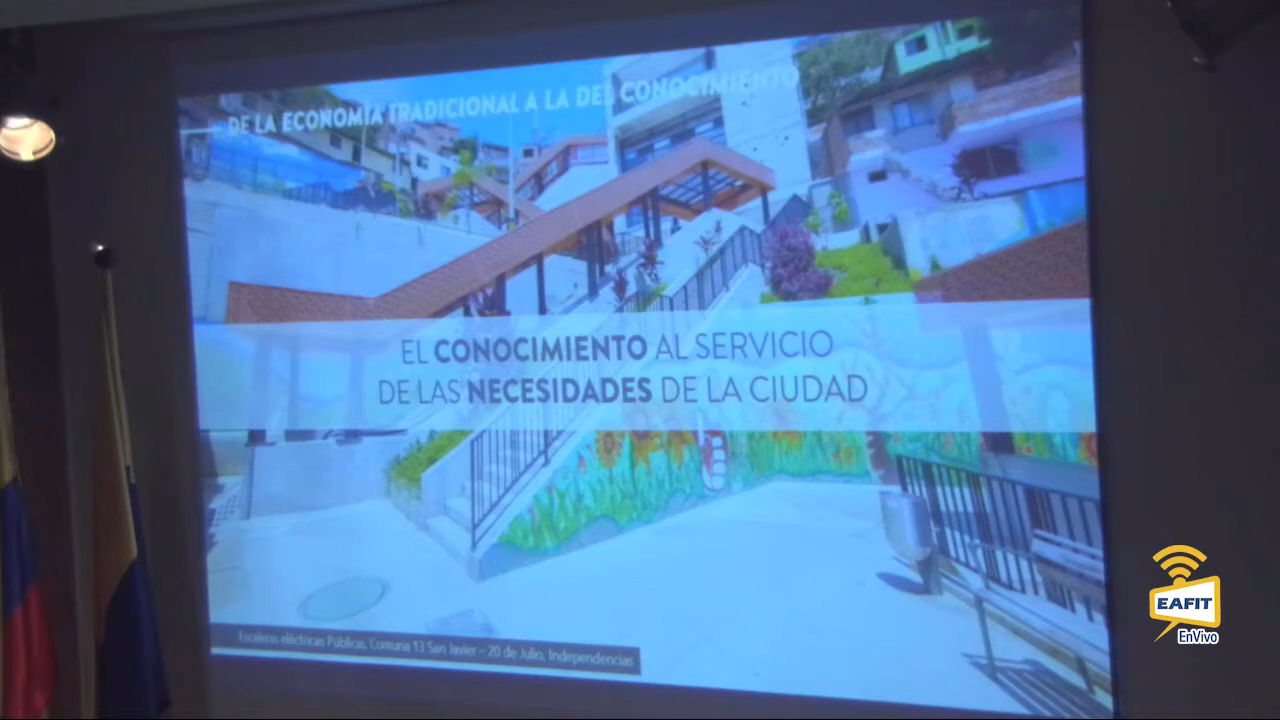 DE LA ECONOMÍA TRADICIONAL A LA DEL CONOCIMIENTO
EL CONOCIMIENTO AL SERVICIO
DE LAS NECESIDADES DE LA CIUDAD
Escaleras eléctricas Públicas, Comuna 13 San Javier – 20 de Julio, Independencias
EAFIT
EnVivo